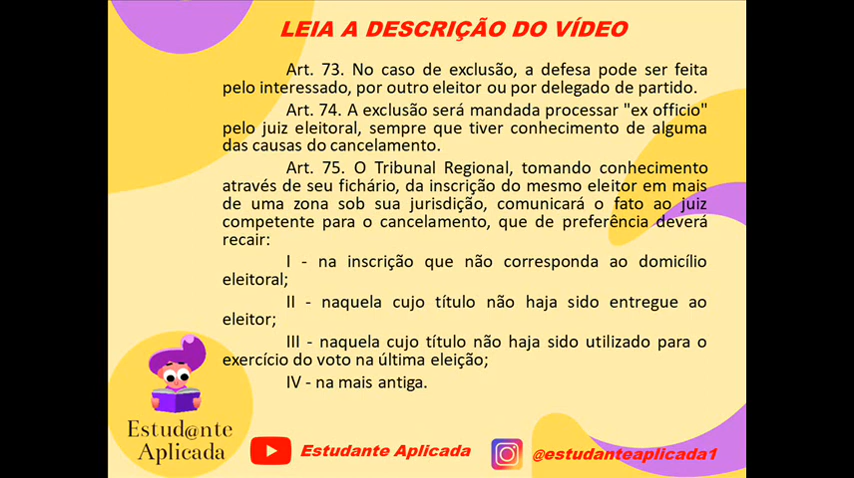 LEIA A DESCRIÇÃO DO VÍDEO
Art. 73. No caso de exclusão, a defesa pode ser feita
pelo interessado, por outro eleitor ou por delegado de partido.
Art. 74. A exclusão será mandada processar "ex officio"
pelo juiz eleitoral, sempre que tiver conhecimento de alguma
das causas do cancelamento.
Art. 75. O Tribunal Regional, tomando conhecimento
através de seu fichário, da inscrição do mesmo eleitor em mais
de uma zona sob sua jurisdição, comunicará o fato ao juiz
competente para o cancelamento, que de preferência deverá
recair:
I - na inscrição que não corresponda ao domicílio
eleitoral;
II - naquela cujo título não haja sido entregue ao
eleitor;
III - naquela cujo título não haja sido utilizado para o
exercício do voto na última eleição;
IV - na mais antiga.
Estud@nte
Aplicada
Estudante Aplicada
@estudanteaplicada1